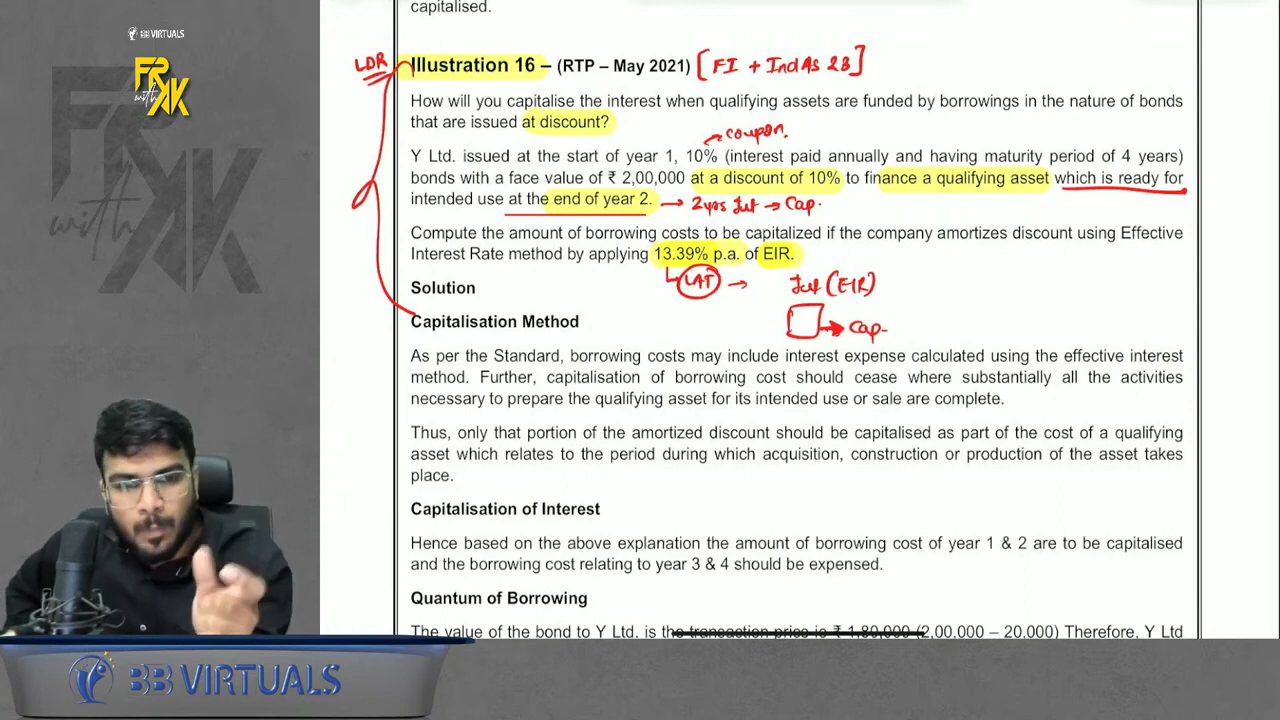 capitalised.
BB VIRTUALS
FR with AK
LDR
Illustration 16 – (RTP – May 2021) [FI + Ind AS 23]
How will you capitalise the interest when qualifying assets are funded by borrowings in the nature of bonds
that are issued at discount?
coupon.
Y Ltd. issued at the start of year 1, 10% (interest paid annually and having maturity period of 4 years)
bonds with a face value of ₹ 2,00,000 at a discount of 10% to finance a qualifying asset which is ready for
intended use at the end of year 2. → 2yrs Int → Cap.
Compute the amount of borrowing costs to be capitalized if the company amortizes discount using Effective
Interest Rate method by applying 13.39% p.a. of EIR.
LAT → Int (EIR)
Solution
→ Cap-
Capitalisation Method
As per the Standard, borrowing costs may include interest expense calculated using the effective interest
method. Further, capitalisation of borrowing cost should cease where substantially all the activities
necessary to prepare the qualifying asset for its intended use or sale are complete.
Thus, only that portion of the amortized discount should be capitalised as part of the cost of a qualifying
asset which relates to the period during which acquisition, construction or production of the asset takes
place.
Capitalisation of Interest
Hence based on the above explanation the amount of borrowing cost of year 1 & 2 are to be capitalised
and the borrowing cost relating to year 3 & 4 should be expensed.
Quantum of Borrowing
The value of the bond to Y Ltd. is the transaction price is ₹ 1,80,000 (2,00,000 – 20,000) Therefore, Y Ltd
BB VIRTUALS
FR with AK